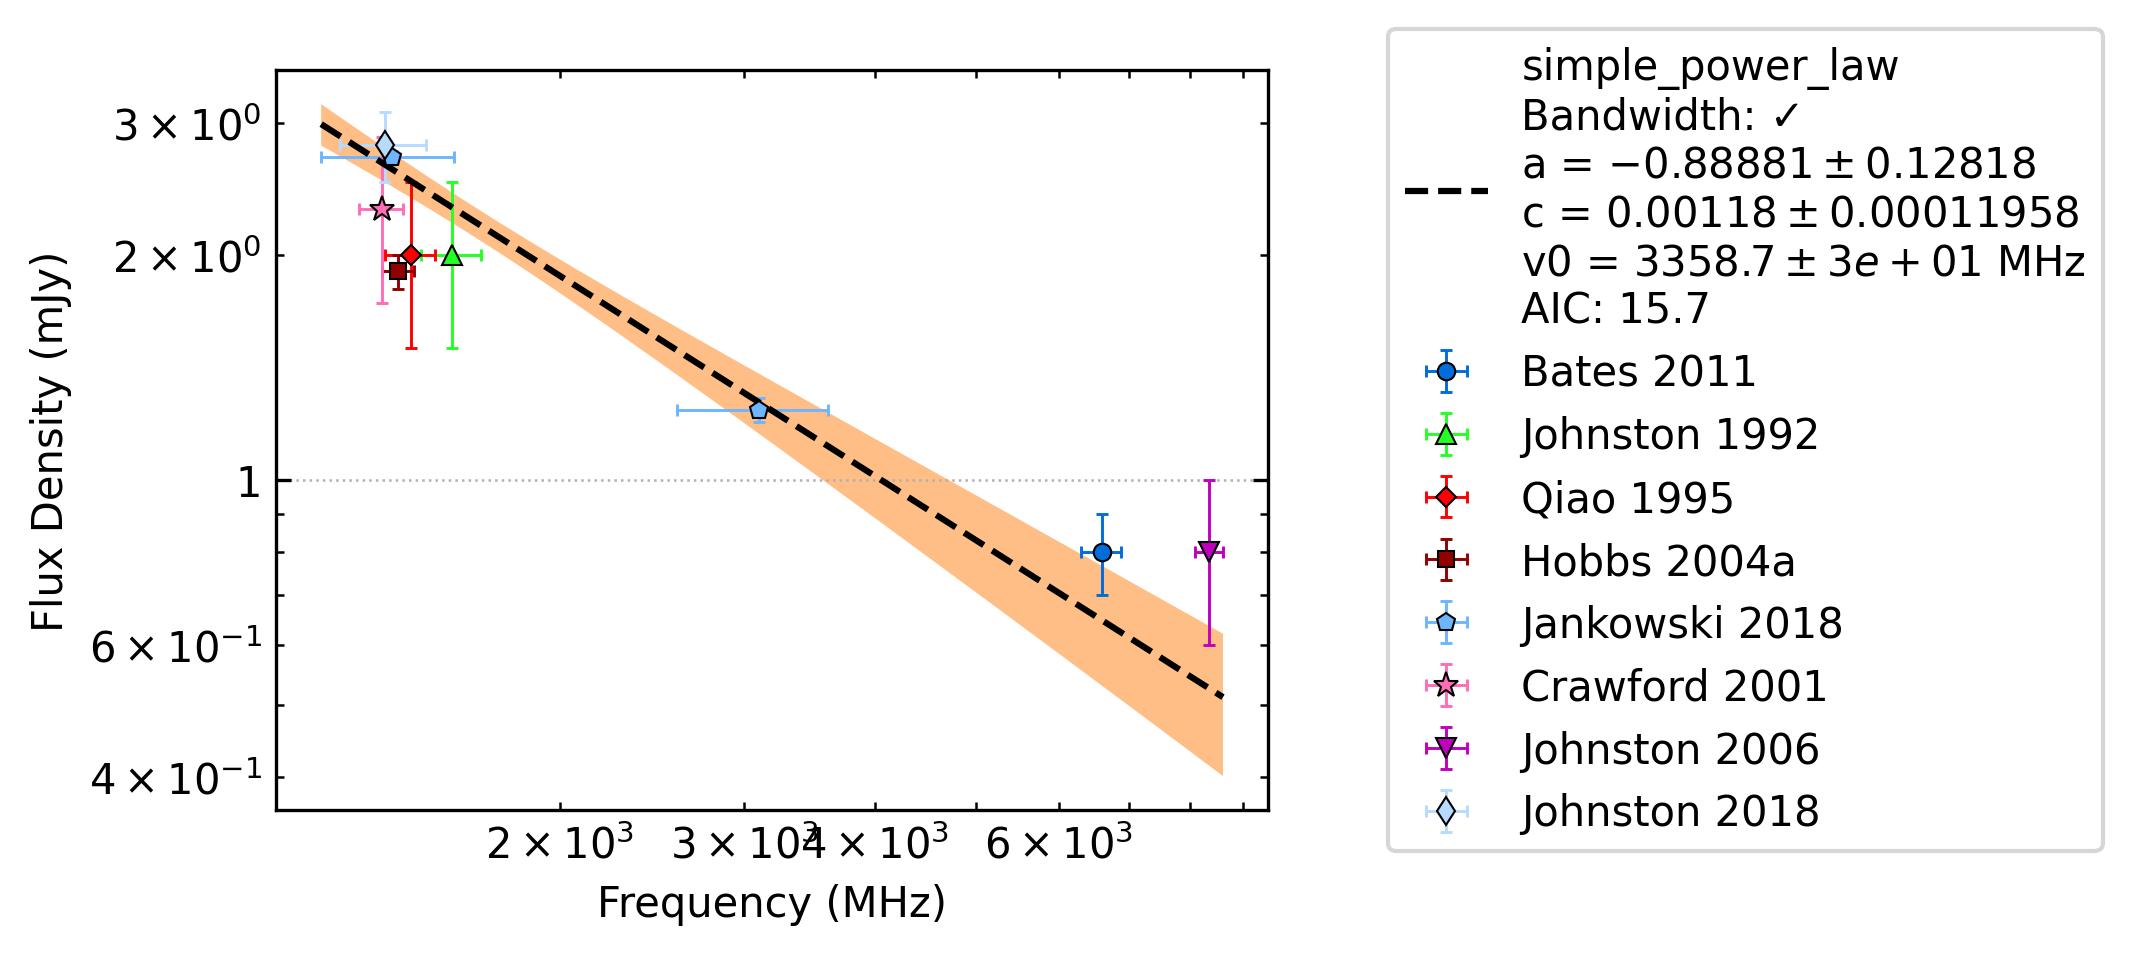 3 × 10⁰
2 × 10⁰
1
6 × 10⁻¹
4 × 10⁻¹
Flux Density (mJy)
2 × 10³
3 × 10³
4 × 10³
6 × 10³
Frequency (MHz)
simple_power_law
Bandwidth: ✓
a = −0.88881 ± 0.12818
c = 0.00118 ± 0.00011958
v0 = 3358.7 ± 3e + 01 MHz
AIC: 15.7
Bates 2011
Johnston 1992
Qiao 1995
Hobbs 2004a
Jankowski 2018
Crawford 2001
Johnston 2006
Johnston 2018